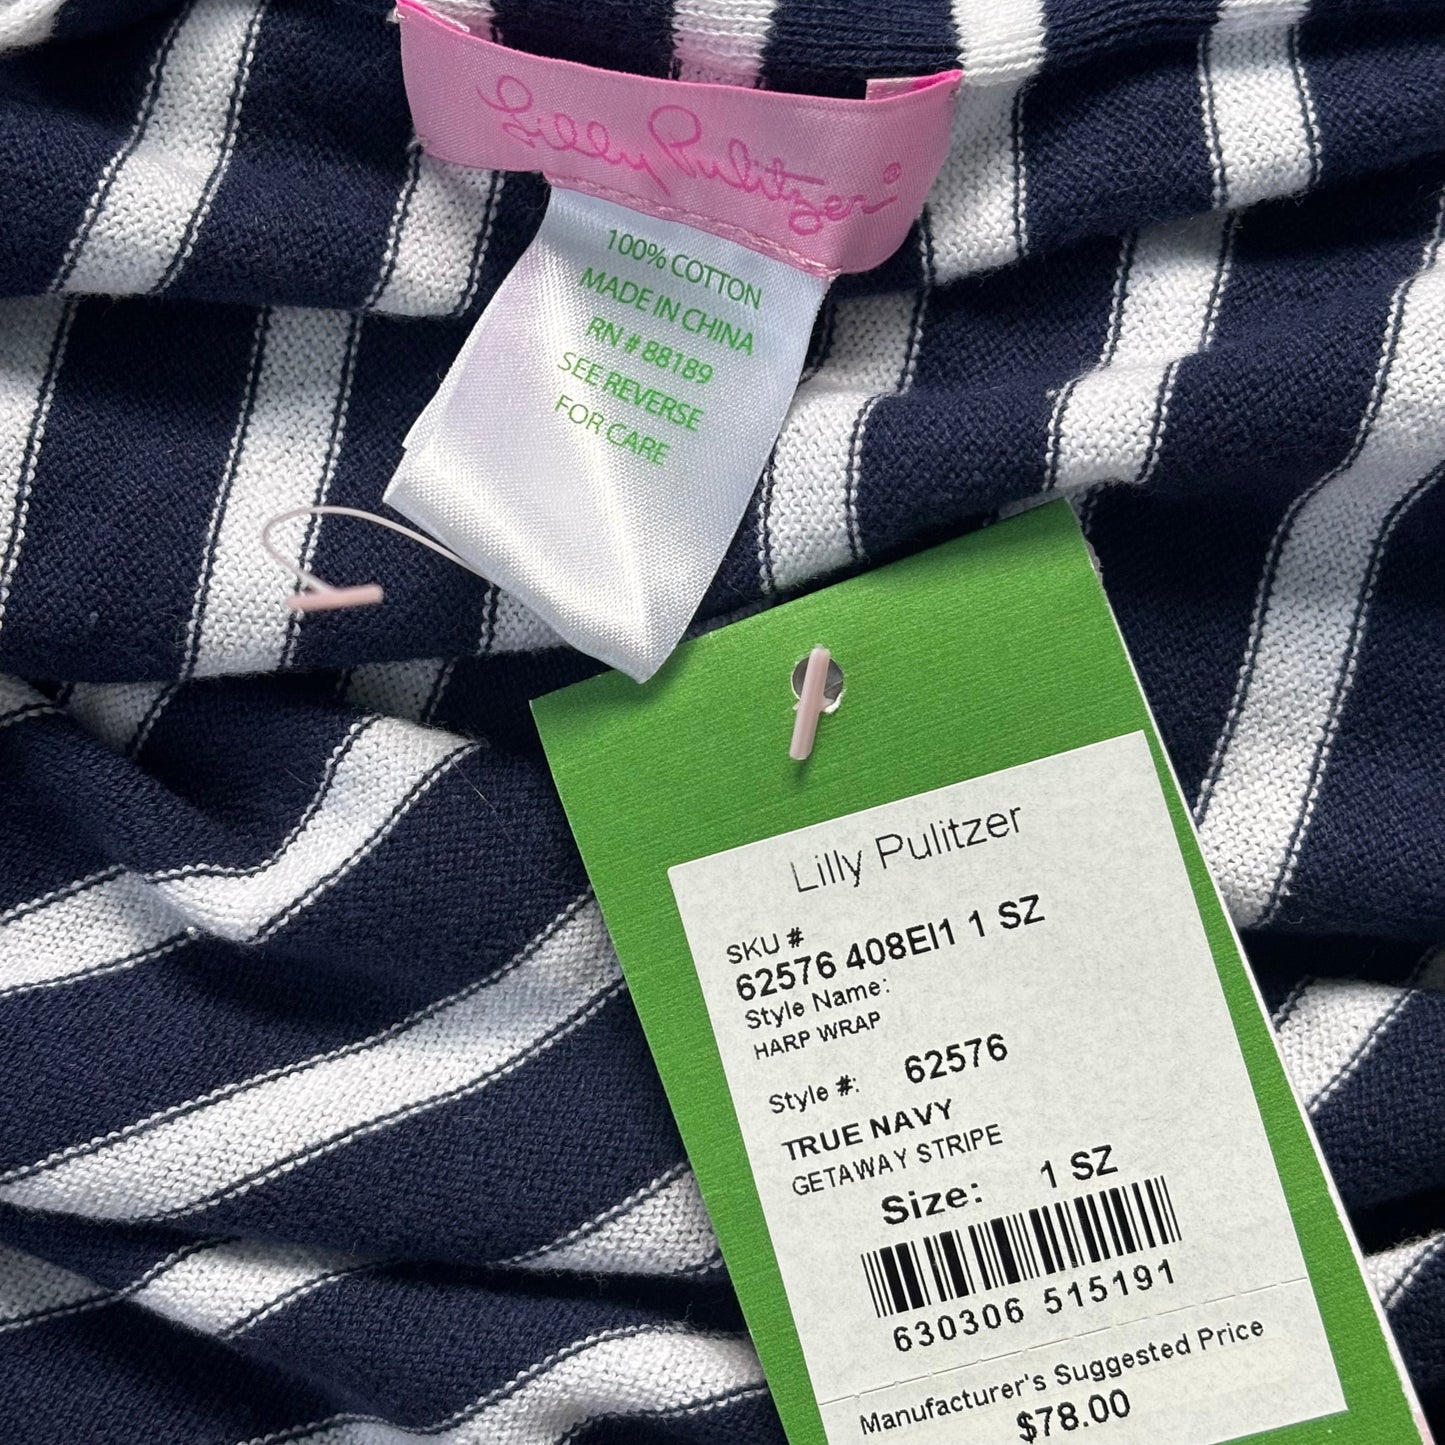 Lilly Pulitzer®
100% COTTON
MADE IN CHINA
RN # 88189
SEE REVERSE
FOR CARE
Lilly Pulitzer
SKU #
62576 408EI1 1 SZ
Style Name:
HARP WRAP
Style #: 62576
TRUE NAVY
GETAWAY STRIPE
Size: 1 SZ
630306 515191
Manufacturer's Suggested Price
$78.00